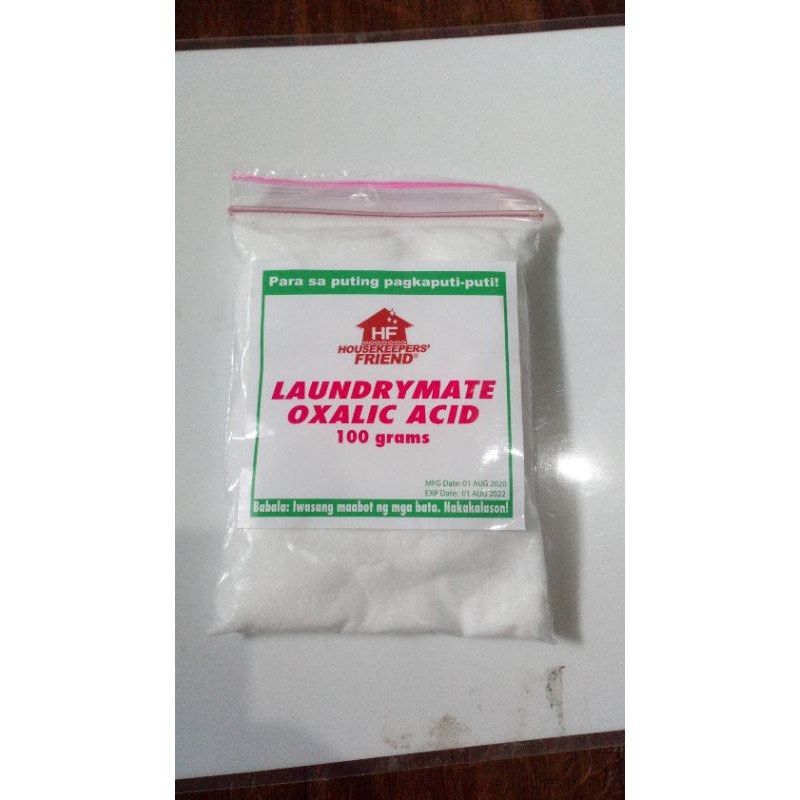 Para sa puting pagkaputi-puti!
HF
HOUSEKEEPERS'
FRIEND®
LAUNDRYMATE
OXALIC ACID
100 grams
MFG Date: 01 AUG 2020
EXP Date: 01 AUG 2022
Babala: Iwasang maabot ng mga bata. Nakakalason!